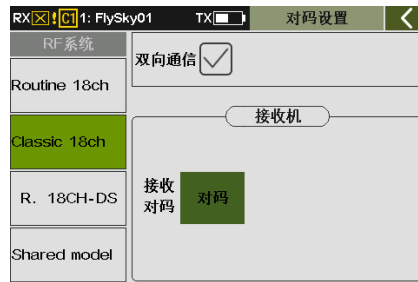 RX ! C1 1: FlySky01 TX 对码设置
RF系统
双向通信
Routine 18ch
接收机
Classic 18ch
接收
对码
对码
R. 18CH-DS
Shared model